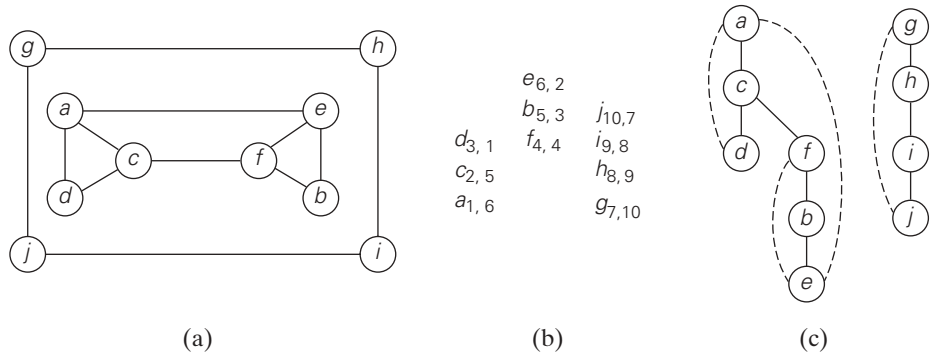 g
h
a
e
c
f
d
b
j
i
(a)
e6, 2
b5, 3
j10,7
d3, 1
f4, 4
i9, 8
c2, 5
h8, 9
a1, 6
g7,10
(b)
a
c
d
f
b
e
g
h
i
j
(c)